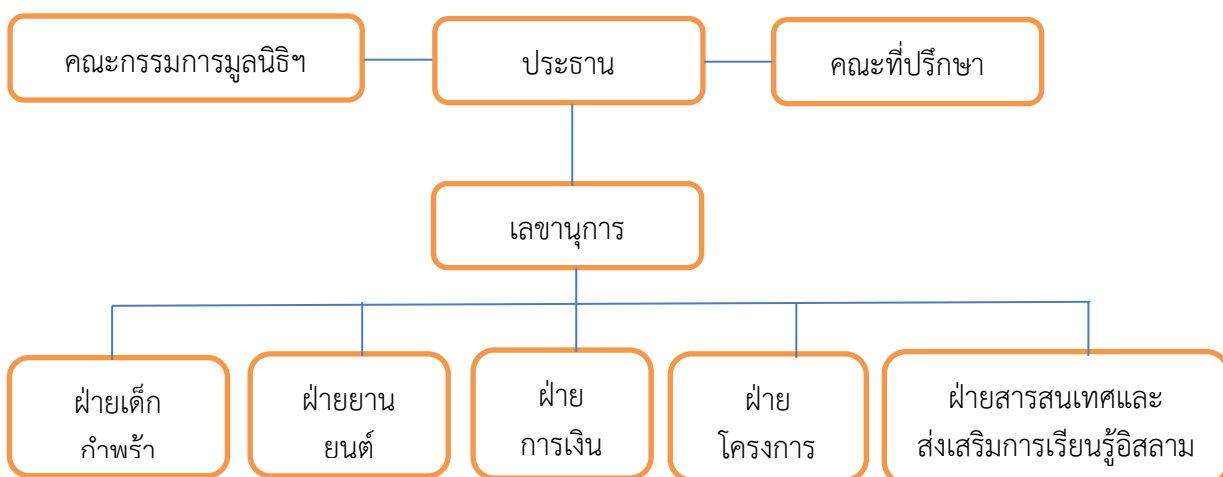 คณะกรรมการมูลนิธิฯ
ประธาน
คณะที่ปรึกษา
เลขานุการ
ฝ่ายเด็ก
กำพร้า
ฝ่ายยาน
ยนต์
ฝ่าย
การเงิน
ฝ่าย
โครงการ
ฝ่ายสารสนเทศและ
ส่งเสริมการเรียนรู้อิสลาม